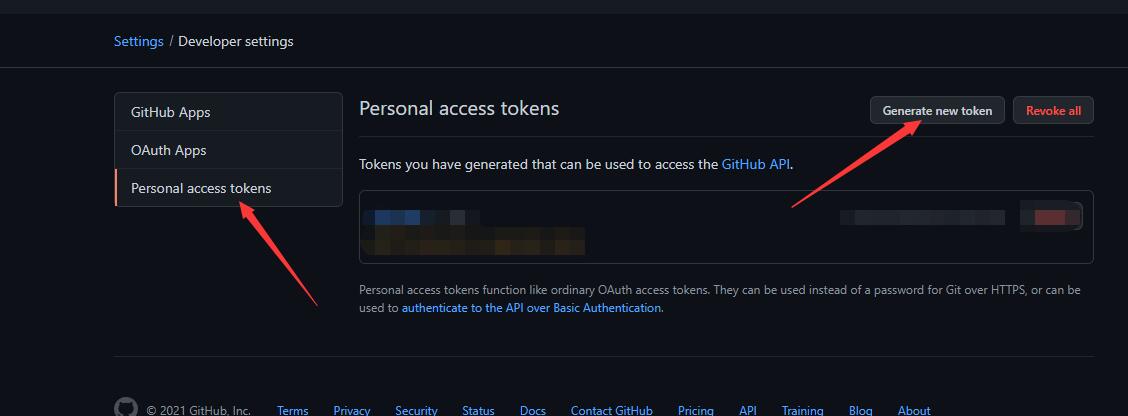 Settings / Developer settings
GitHub Apps
OAuth Apps
Personal access tokens
Personal access tokens
Generate new token
Revoke all
Tokens you have generated that can be used to access the GitHub API.
Personal access tokens function like ordinary OAuth access tokens. They can be used instead of a password for Git over HTTPS, or can be
used to authenticate to the API over Basic Authentication.
© 2021 GitHub, Inc. Terms Privacy Security Status Docs Contact GitHub Pricing API Training Blog About